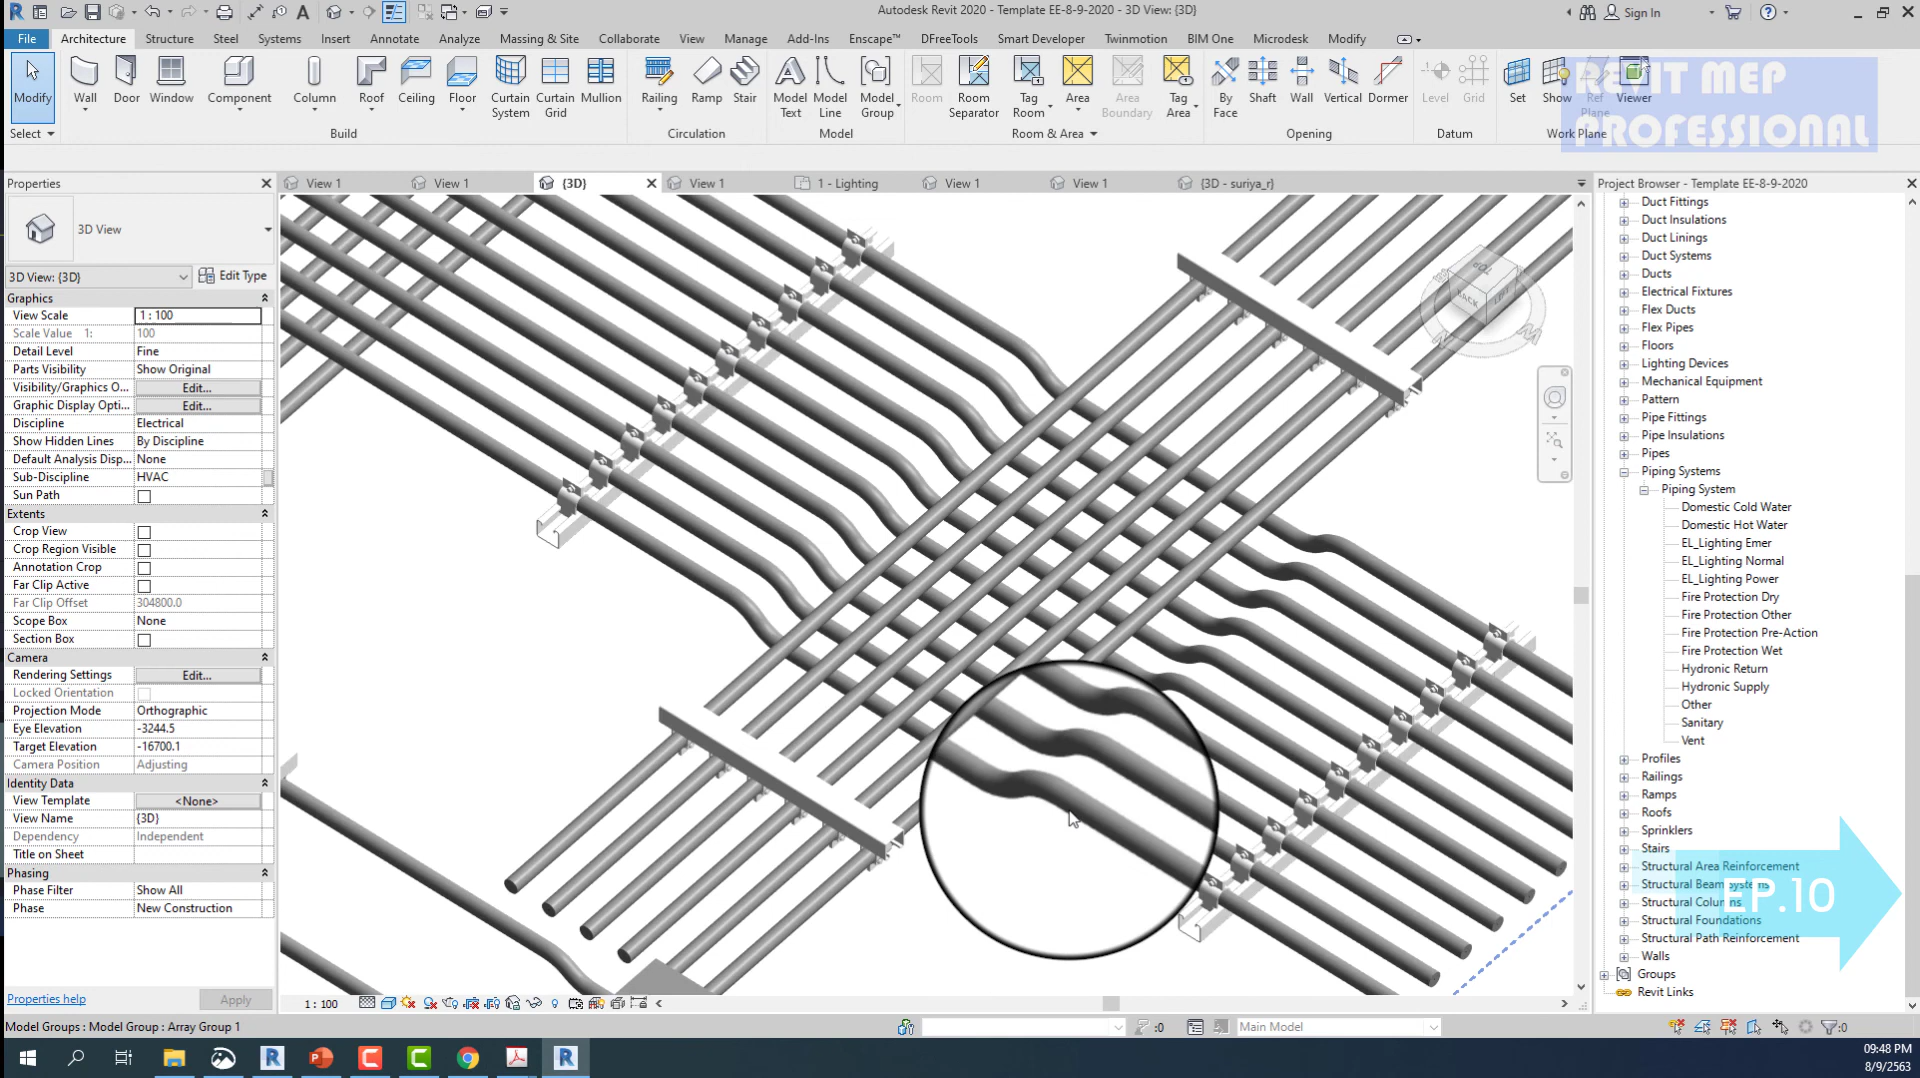 Autodesk Revit 2020 - Template EE-8-9-2020 - 3D View: {3D}
Sign In
File Architecture Structure Steel Systems Insert Annotate Analyze Massing & Site Collaborate View Manage Add-Ins Enscape™ DFreeTools Smart Developer Twinmotion BIM One Microdesk Modify
Modify Wall Door Window Component Column Roof Ceiling Floor Curtain System Curtain Grid Mullion Railing Ramp Stair Model Text Model Line Model Group Room Room Separator Tag Room Area Area Boundary Tag Area By Face Shaft Wall Vertical Dormer Level Grid Set Show Ref Plane Viewer
Select Build Circulation Model Room & Area Opening Datum Work Plane
REVIT MEP
PROFESSIONAL
Properties
View 1 View 1 {3D} View 1 1 - Lighting View 1 View 1 {3D - suriya_r}
Project Browser - Template EE-8-9-2020
3D View
3D View: {3D} Edit Type
Graphics
View Scale 1 : 100
Scale Value 1: 100
Detail Level Fine
Parts Visibility Show Original
Visibility/Graphics O... Edit...
Graphic Display Opti... Edit...
Discipline Electrical
Show Hidden Lines By Discipline
Default Analysis Disp... None
Sub-Discipline HVAC
Sun Path
Extents
Crop View
Crop Region Visible
Annotation Crop
Far Clip Active
Far Clip Offset 304800.0
Scope Box None
Section Box
Camera
Rendering Settings Edit...
Locked Orientation
Projection Mode Orthographic
Eye Elevation -3244.5
Target Elevation -16700.1
Camera Position Adjusting
Identity Data
View Template <None>
View Name {3D}
Dependency Independent
Title on Sheet
Phasing
Phase Filter Show All
Phase New Construction
Properties help Apply
TOP
BACK
LEFT
Duct Fittings
Duct Insulations
Duct Linings
Duct Systems
Ducts
Electrical Fixtures
Flex Ducts
Flex Pipes
Floors
Lighting Devices
Mechanical Equipment
Pattern
Pipe Fittings
Pipe Insulations
Pipes
Piping Systems
Piping System
Domestic Cold Water
Domestic Hot Water
EL_Lighting Emer
EL_Lighting Normal
EL_Lighting Power
Fire Protection Dry
Fire Protection Other
Fire Protection Pre-Action
Fire Protection Wet
Hydronic Return
Hydronic Supply
Other
Sanitary
Vent
Profiles
Railings
Ramps
Roofs
Sprinklers
Stairs
Structural Area Reinforcement
Structural Beam Systems
Structural Columns
Structural Foundations
Structural Path Reinforcement
Walls
Groups
Revit Links
EP.10
1 : 100
Model Groups : Model Group : Array Group 1
:0
Main Model
:0
09:48 PM
8/9/2563